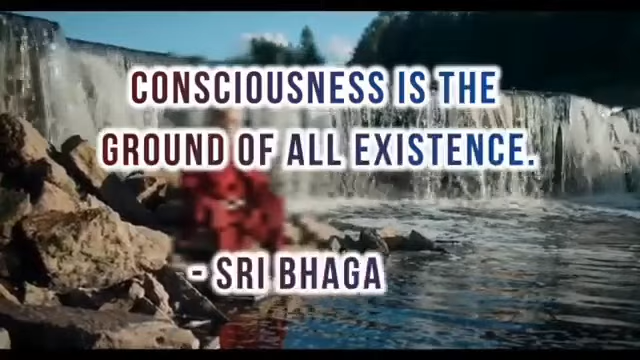 CONSCIOUSNESS IS THE
GROUND OF ALL EXISTENCE.
- SRI BHAGA